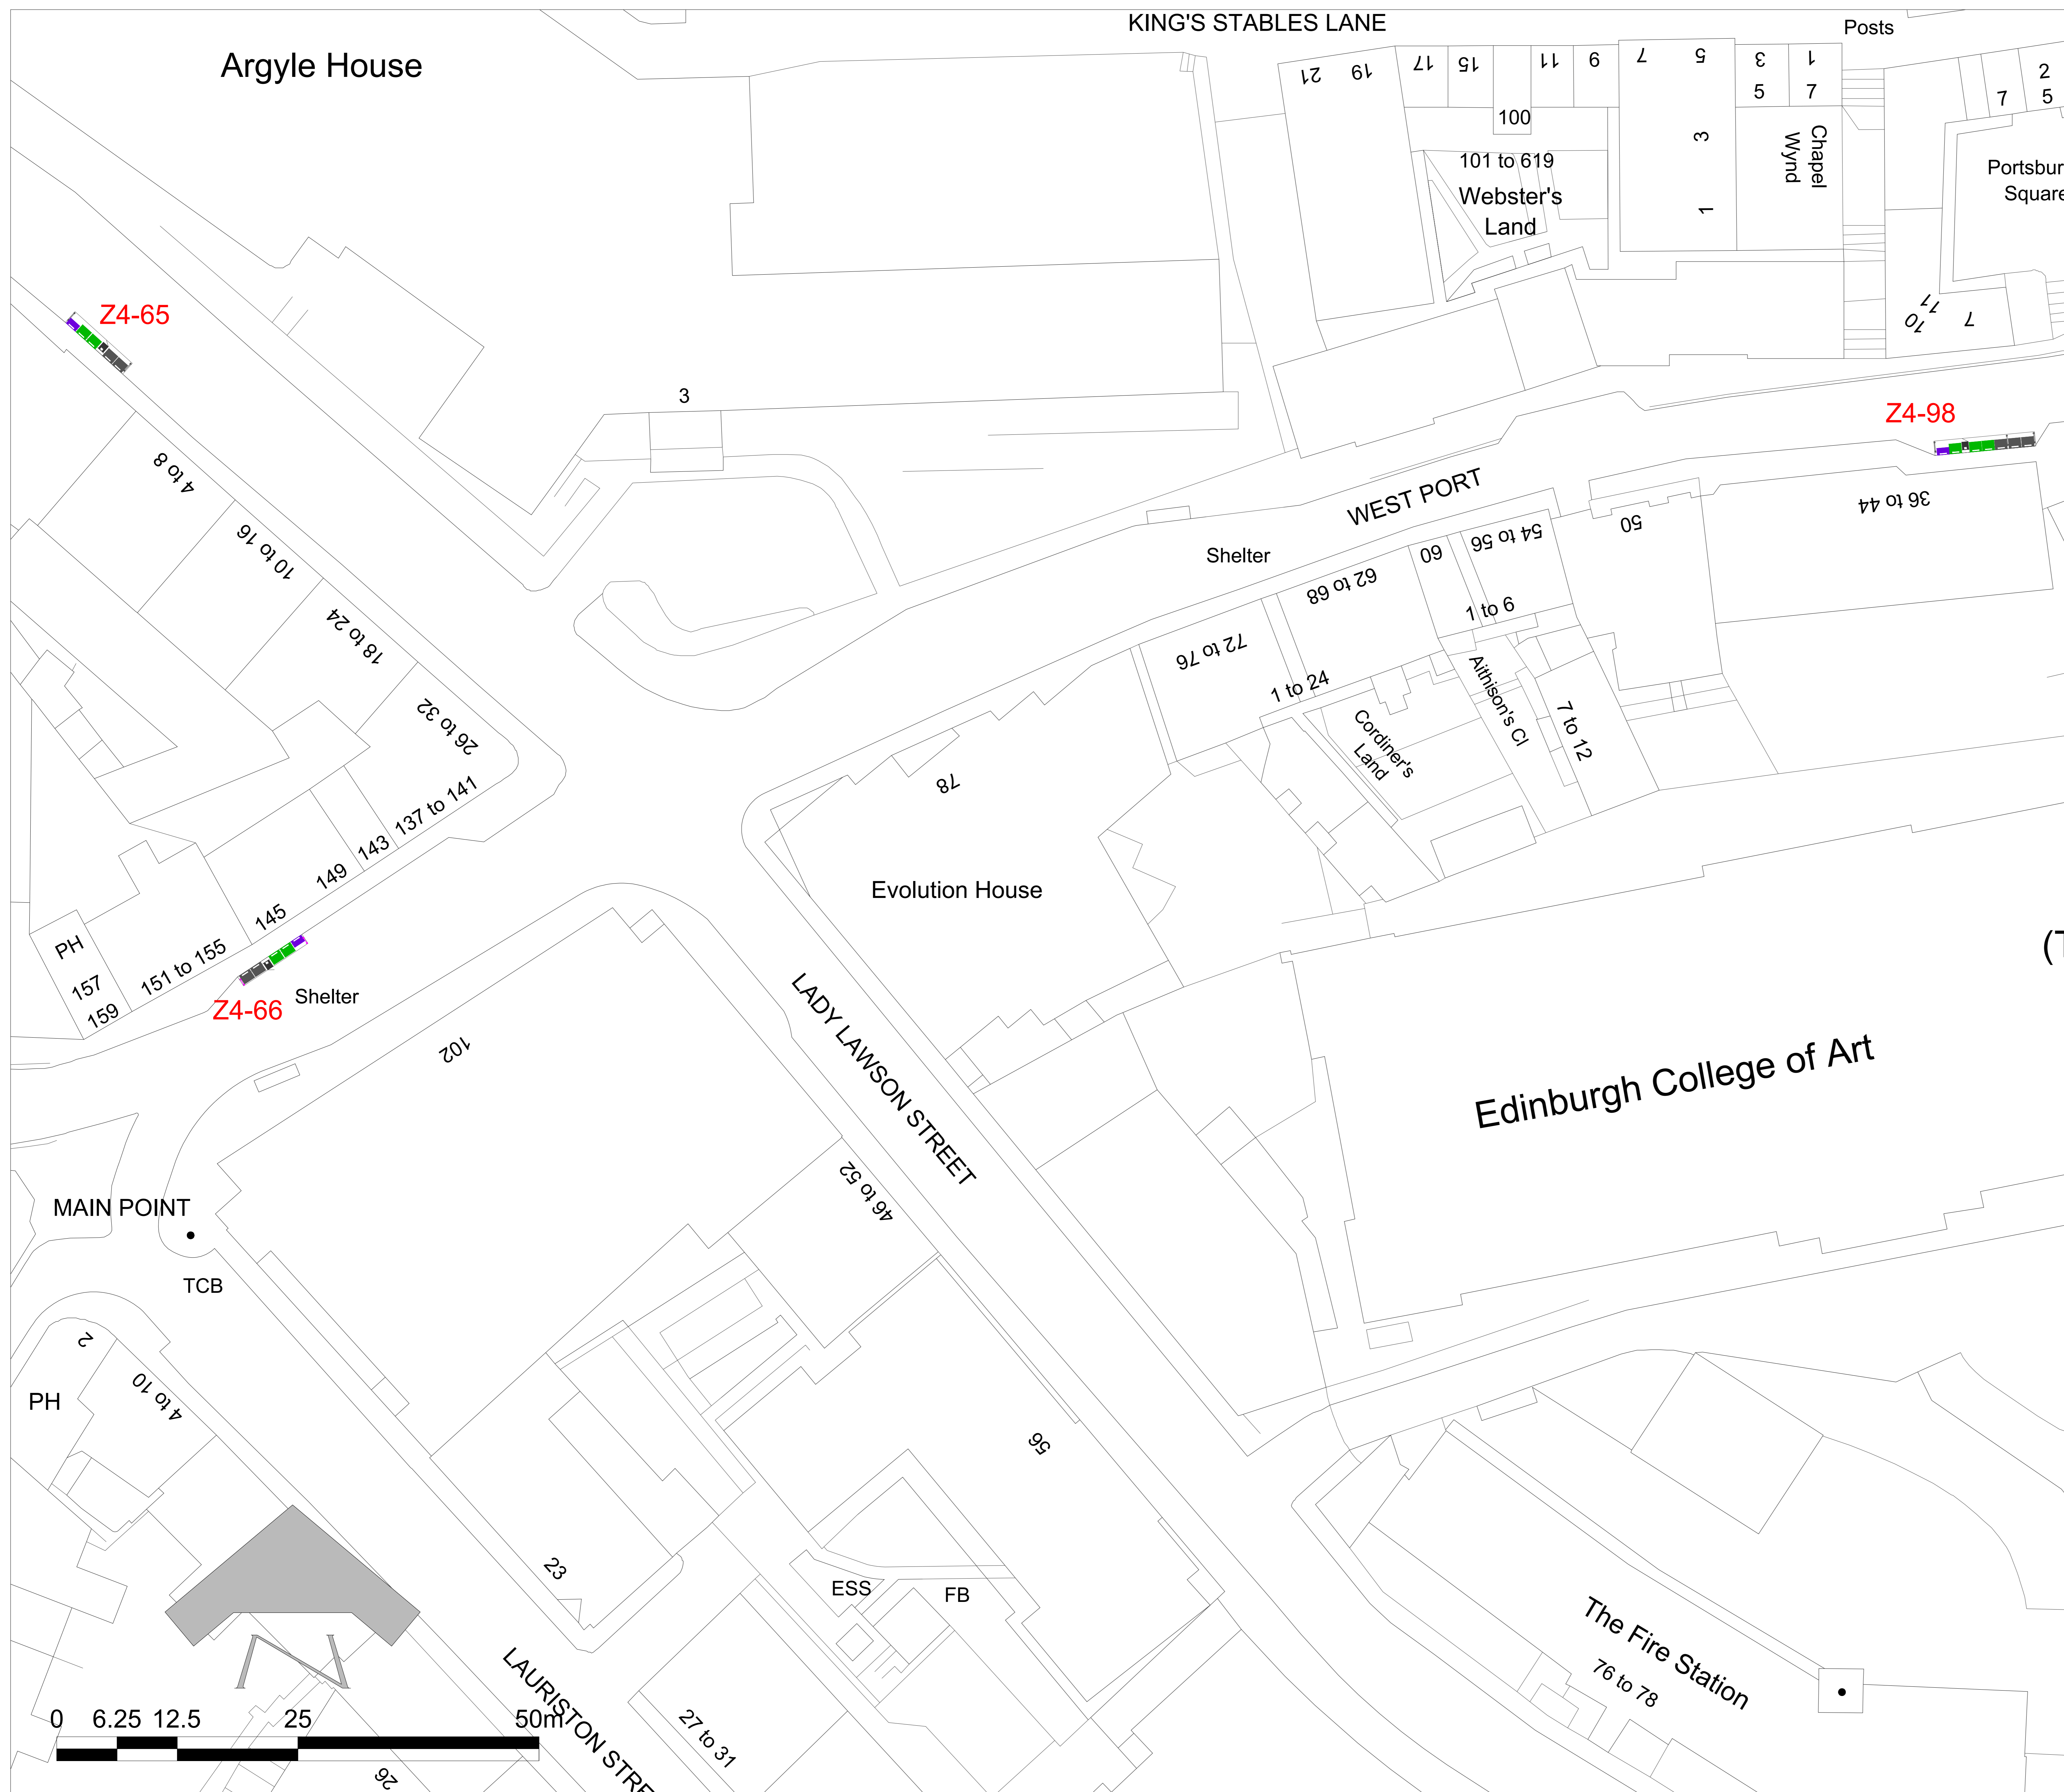 KING'S STABLES LANE
Posts
Argyle House
21
19
17
15
11
9
7
5
3
1
2
5
7
7
5
100
3
1
Chapel
Wynd
101 to 619
Webster's
Land
Portsbur
Square
Z4-65
11
10
7
3
Z4-98
4 to 8
WEST PORT
36 to 44
10 to 16
50
54 to 56
60
Shelter
62 to 68
1 to 6
18 to 24
72 to 76
1 to 24
Aithison's Cl
26 to 32
Cordiner's
Land
7 to 12
78
137 to 141
143
149
Evolution House
145
PH
151 to 155
157
159
(T
Shelter
Z4-66
LADY LAWSON STREET
102
Edinburgh College of Art
46 to 52
MAIN POINT
TCB
2
4 to 10
PH
56
23
ESS
FB
The Fire Station
76 to 78
N
LAURISTON STRE
27 to 31
0 6.25 12.5 25 50m
26